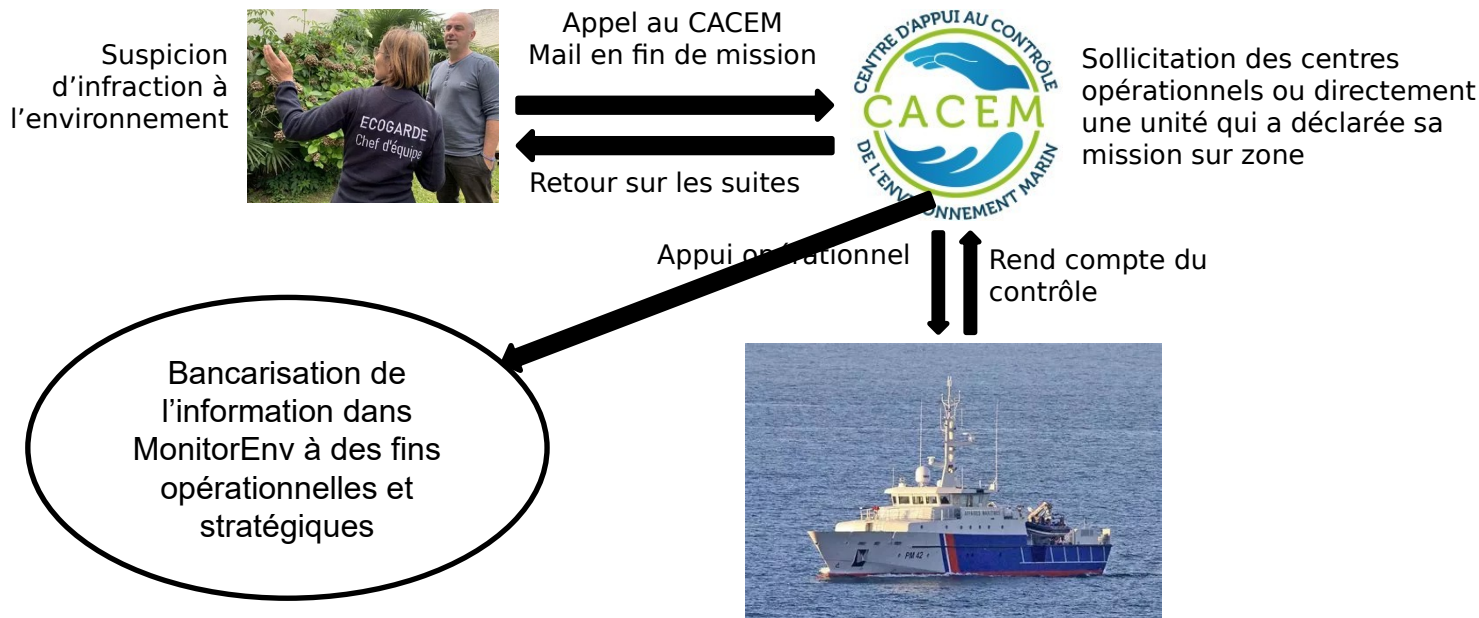 Suspicion
d'infraction à
l'environnement
ECOGARDE
Chef d'équipe
Appel au CACEM
Mail en fin de mission
Retour sur les suites
CENTRE D'APPUI AU CONTRÔLE
CACEM
DE L'ENVIRONNEMENT MARIN
Sollicitation des centres
opérationnels ou directement
une unité qui a déclarée sa
mission sur zone
Appui opérationnel
Rend compte du
contrôle
Bancarisation de
l'information dans
MonitorEnv à des fins
opérationnelles et
stratégiques
AFFAIRES MARITIMES
PM 42